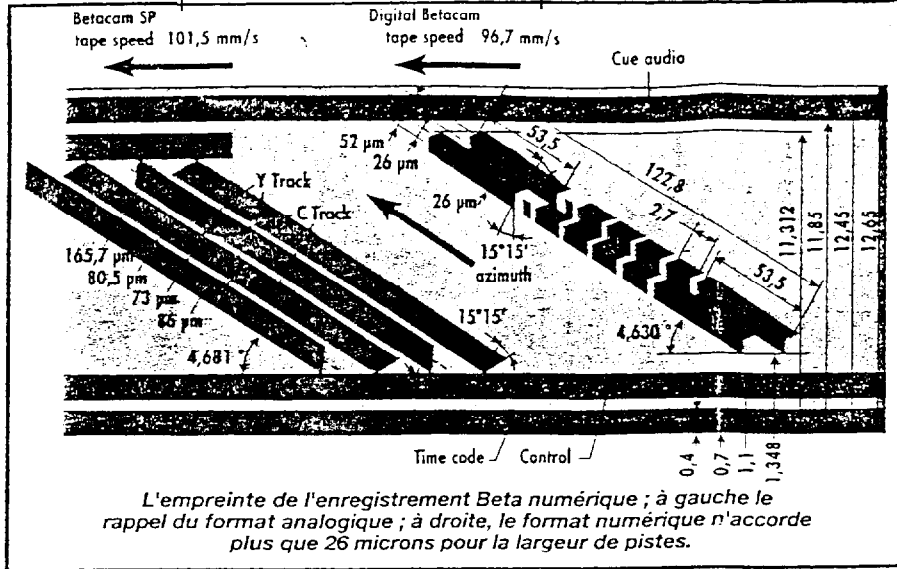 Betacam SP
tape speed 101,5 mm/s
Digital Betacam
tape speed 96,7 mm/s
Cue audio
52 µm
26 µm
53,5
122,8
Y Track
C Track
26 µm
2,7
15°15'
azimuth
53,5
11,312
11,85
12,45
12,65
165,7 µm
80,5 µm
73 µm
86 µm
15°15'
4,681°
4,630°
Time code
Control
0,4
0,7
1,1
1,348
L'empreinte de l'enregistrement Beta numérique ; à gauche le
rappel du format analogique ; à droite, le format numérique n'accorde
plus que 26 microns pour la largeur de pistes.